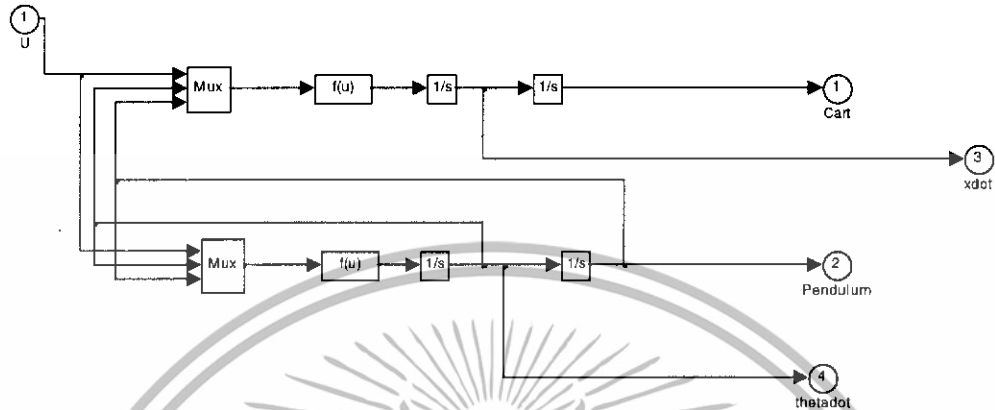 1
U
Mux
f(u)
1/s
1/s
1
Cart
3
xdot
Mux
f(u)
1/s
1/s
2
Pendulum
4
thetadot